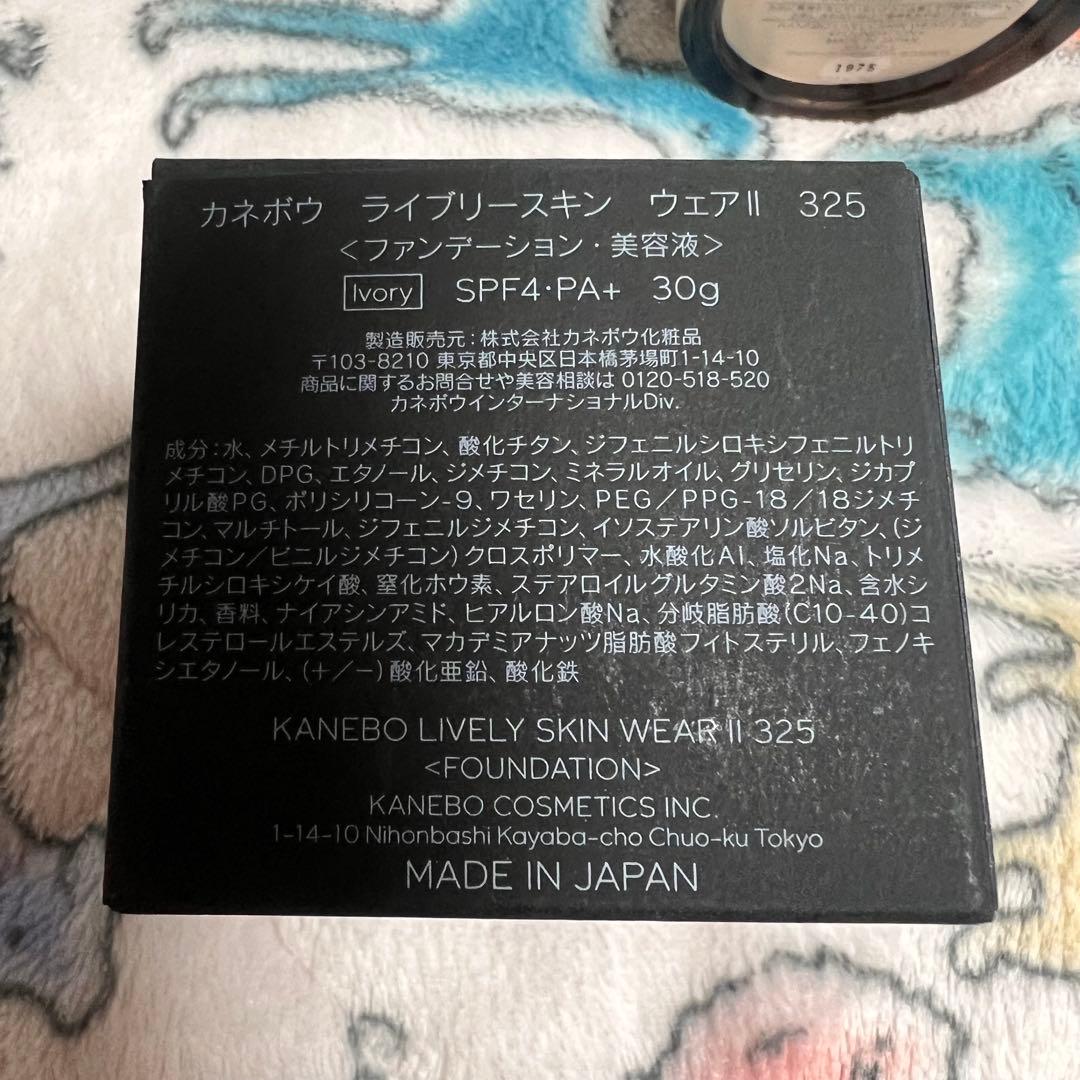 1975
カネボウ ライブリースキン ウェアII 325
<ファンデーション・美容液>
Ivory SPF4・PA+ 30g
製造販売元：株式会社カネボウ化粧品
〒103-8210 東京都中央区日本橋茅場町1-14-10
商品に関するお問合せや美容相談は 0120-518-520
カネボウインターナショナルDiv.
成分：水、メチルトリメチコン、酸化チタン、ジフェニルシロキシフェニルトリ
メチコン、DPG、エタノール、ジメチコン、ミネラルオイル、グリセリン、ジカプ
リル酸PG、ポリシリコーン-9、ワセリン、PEG／PPG-18／18ジメチ
コン、マルチトール、ジフェニルジメチコン、イソステアリン酸ソルビタン、(ジ
メチコン／ビニルジメチコン)クロスポリマー、水酸化Al、塩化Na、トリメ
チルシロキシケイ酸、窒化ホウ素、ステアロイルグルタミン酸2Na、含水シ
リカ、香料、ナイアシンアミド、ヒアルロン酸Na、分岐脂肪酸(C10-40)コ
レステロールエステルズ、マカデミアナッツ脂肪酸フィトステリル、フェノキ
シエタノール、(+／−)酸化亜鉛、酸化鉄
KANEBO LIVELY SKIN WEAR II 325
<FOUNDATION>
KANEBO COSMETICS INC.
1-14-10 Nihonbashi Kayaba-cho Chuo-ku Tokyo
MADE IN JAPAN